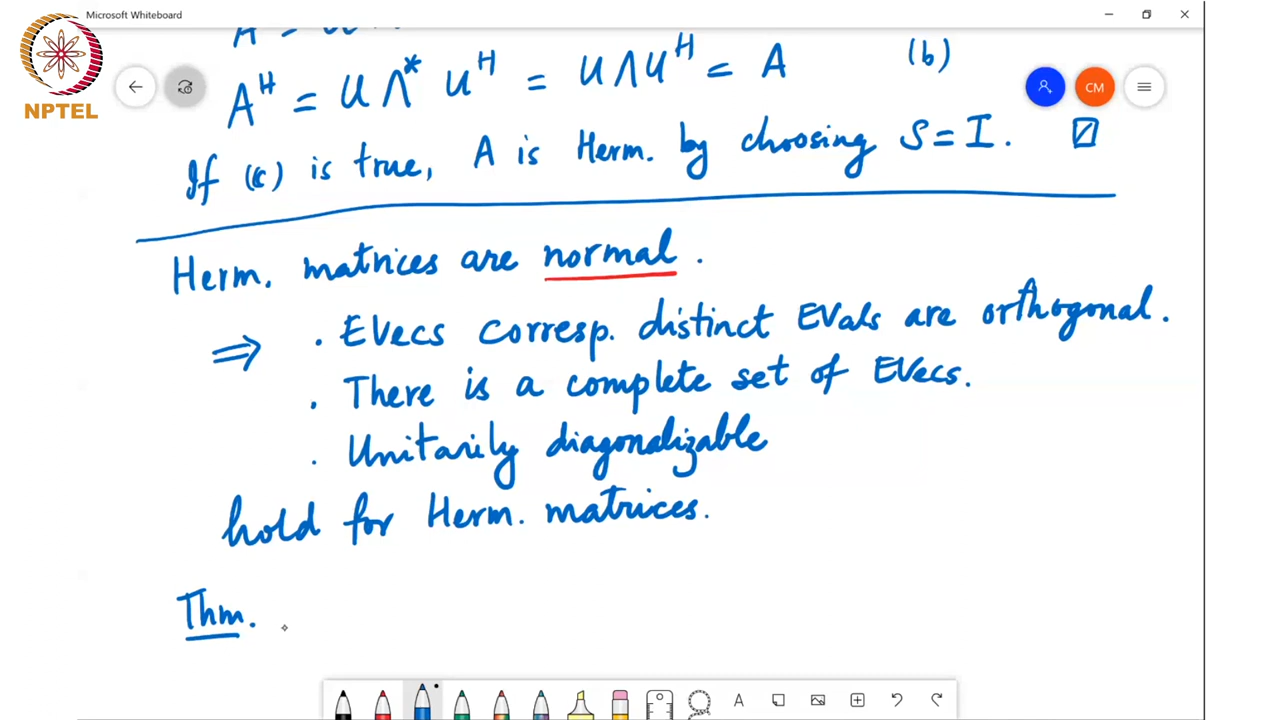 Microsoft Whiteboard
NPTEL
A^H = U Λ^* U^H = U Λ U^H = A (b)
CM
If (c) is true, A is Herm. by choosing S = I.
Herm. matrices are normal.
⇒ . EVecs corresp. distinct EVals are orthogonal.
. There is a complete set of EVecs.
. Unitarily diagonalizable
hold for Herm. matrices.
Thm.
A